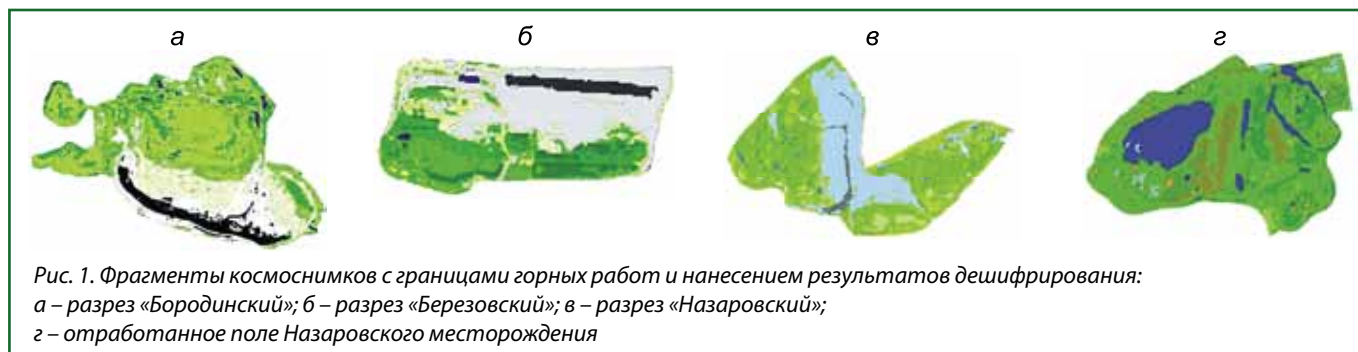 а б в г
Рис. 1. Фрагменты космоснимков с границами горных работ и нанесением результатов дешифрирования:
а – разрез «Бородинский»; б – разрез «Березовский»; в – разрез «Назаровский»;
г – отработанное поле Назаровского месторождения